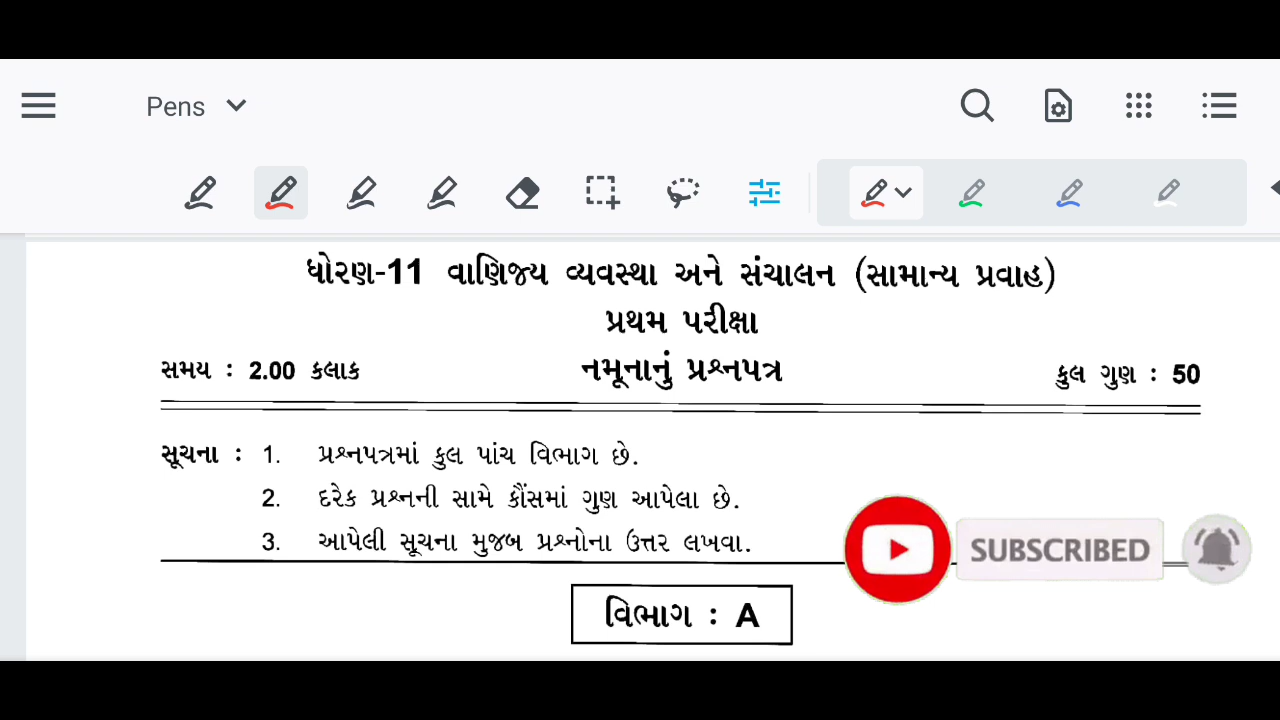 Pens
ધોરણ-11 વાણિજ્ય વ્યવસ્થા અને સંચાલન (સામાન્ય પ્રવાહ)
પ્રથમ પરીક્ષા
સમય : 2.00 કલાક નમૂનાનું પ્રશ્નપત્ર કુલ ગુણ : 50
સૂચના : 1. પ્રશ્નપત્રમાં કુલ પાંચ વિભાગ છે.
2. દરેક પ્રશ્નની સામે કૌંસમાં ગુણ આપેલા છે.
3. આપેલી સૂચના મુજબ પ્રશ્નોના ઉત્તર લખવા.
SUBSCRIBED
વિભાગ : A